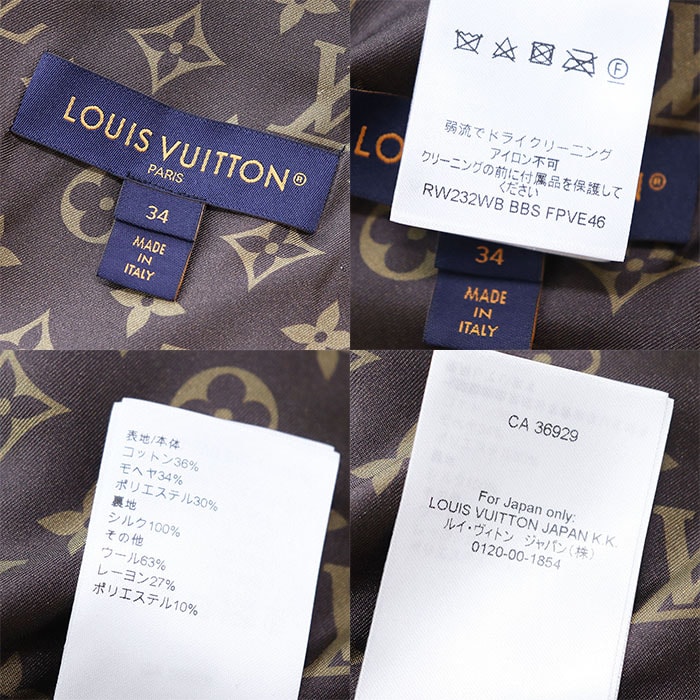 LOUIS VUITTON®
PARIS
34
MADE
IN
ITALY
弱流でドライクリーニング
アイロン不可
クリーニングの前に付属品を保護して
ください
RW232WB BBS FPVE46
34
MADE
IN
ITALY
表地/本体
コットン36%
モヘヤ34%
ポリエステル30%
裏地
シルク100%
その他
ウール63%
レーヨン27%
ポリエステル10%
CA 36929
For Japan only:
LOUIS VUITTON JAPAN K.K.
ルイ・ヴィトン ジャパン(株)
0120-00-1854